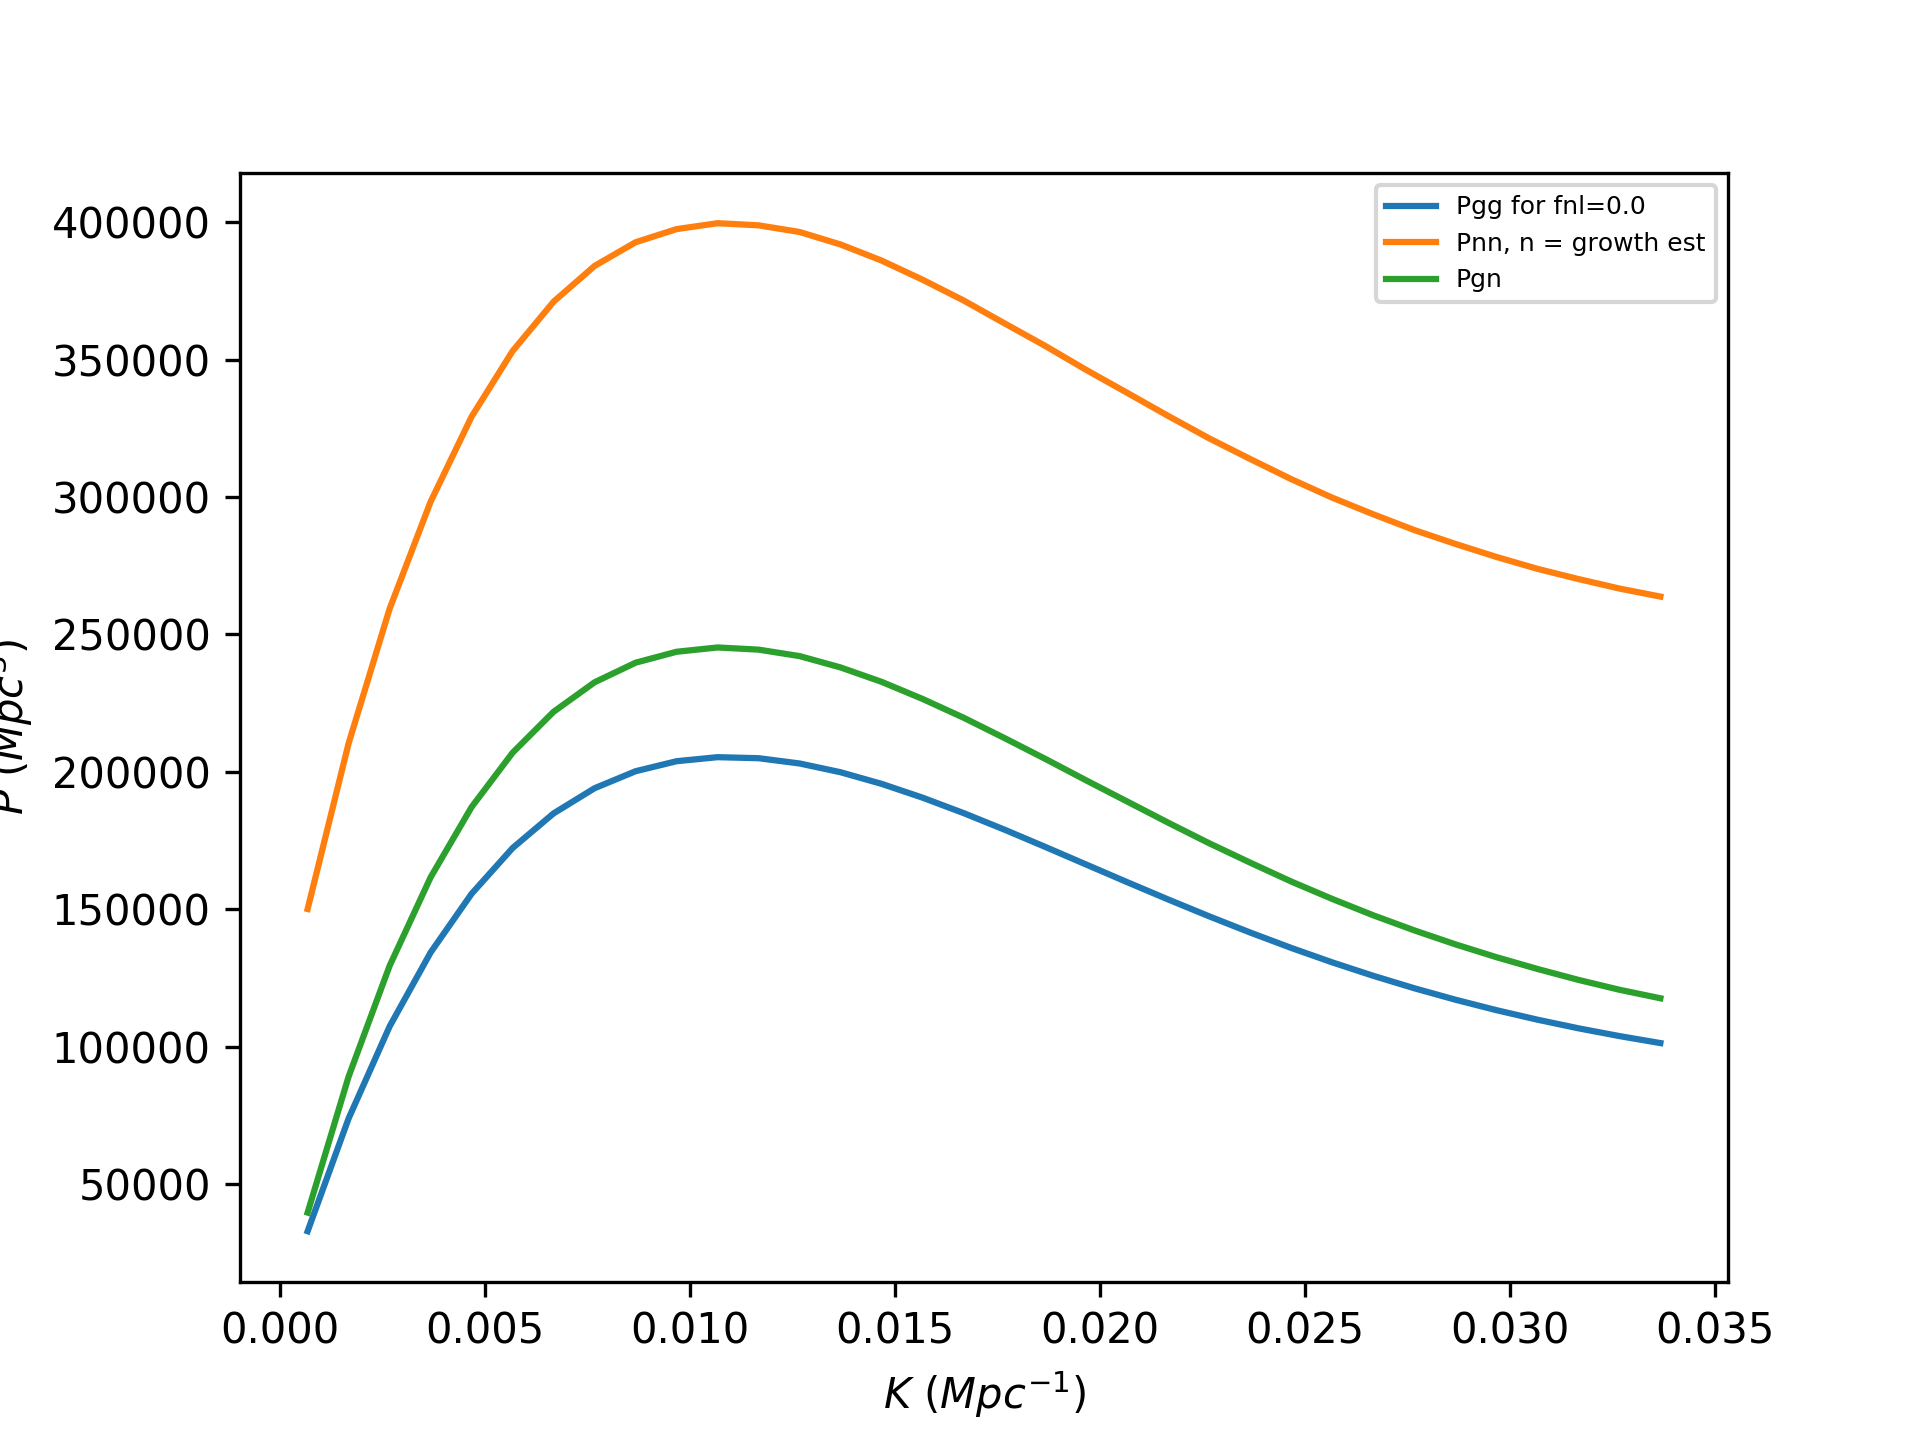 400000
350000
300000
250000
200000
150000
100000
50000
P (Mpc³)
0.000 0.005 0.010 0.015 0.020 0.025 0.030 0.035
K (Mpc⁻¹)
Pgg for fnl=0.0
Pnn, n = growth est
Pgn